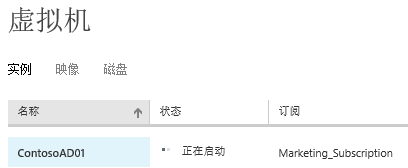 虚拟机
实例 映像 磁盘
名称 状态 订阅
ContosoAD01 正在启动 Marketing_Subscription